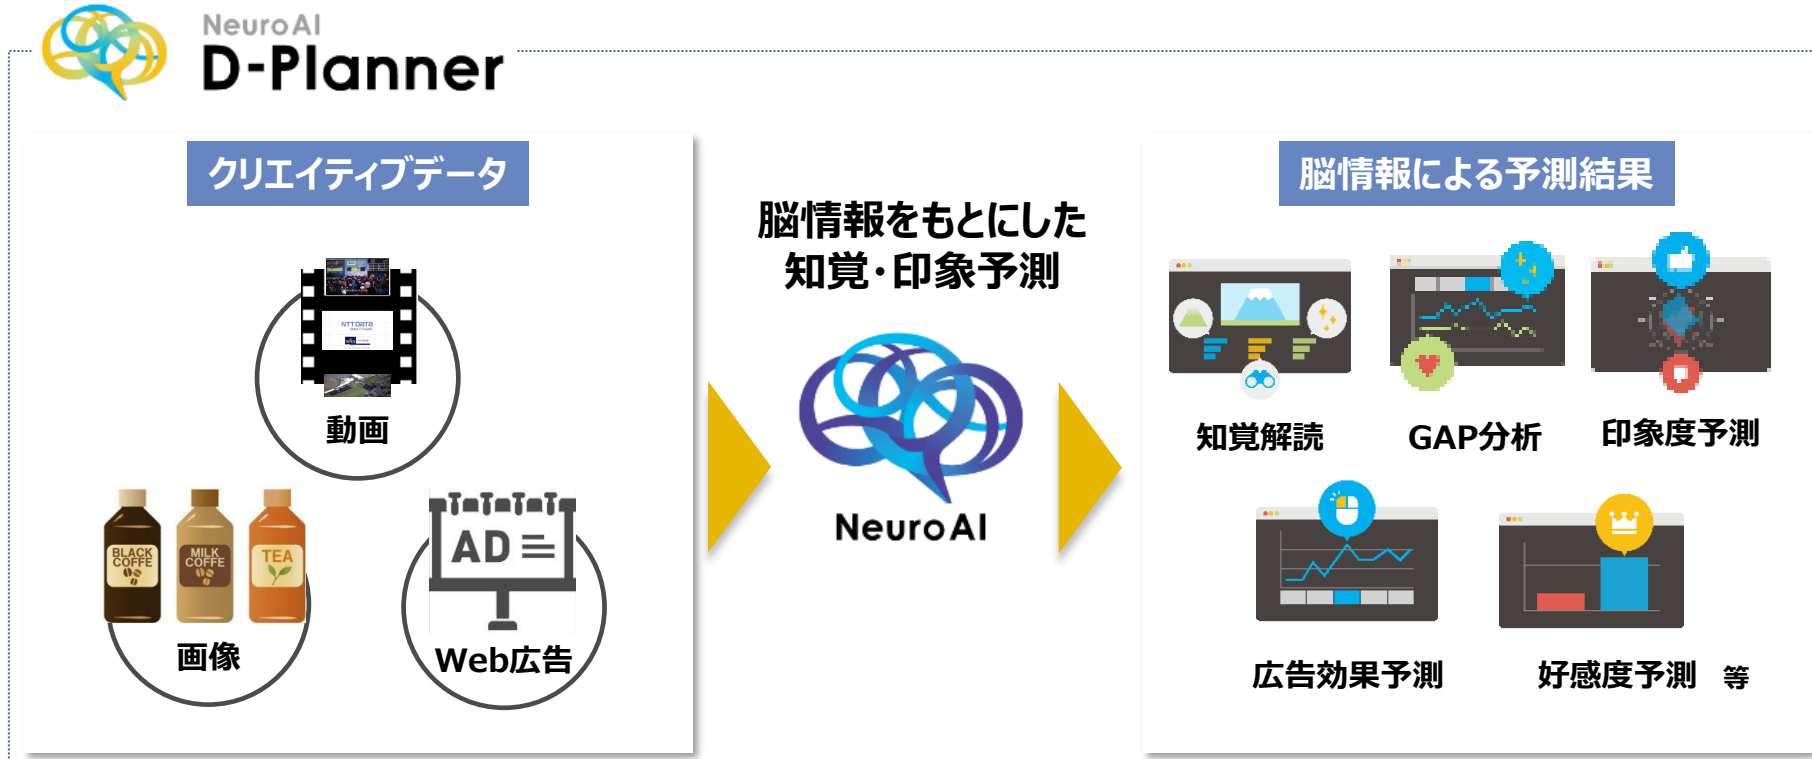 NeuroAI
D-Planner
クリエイティブデータ
NTT DATA
動画
BLACK
COFFE
MILK
COFFE
TEA
画像
AD
Web広告
脳情報をもとにした
知覚・印象予測
NeuroAI
脳情報による予測結果
知覚解読
GAP分析
印象度予測
広告効果予測
好感度予測 等